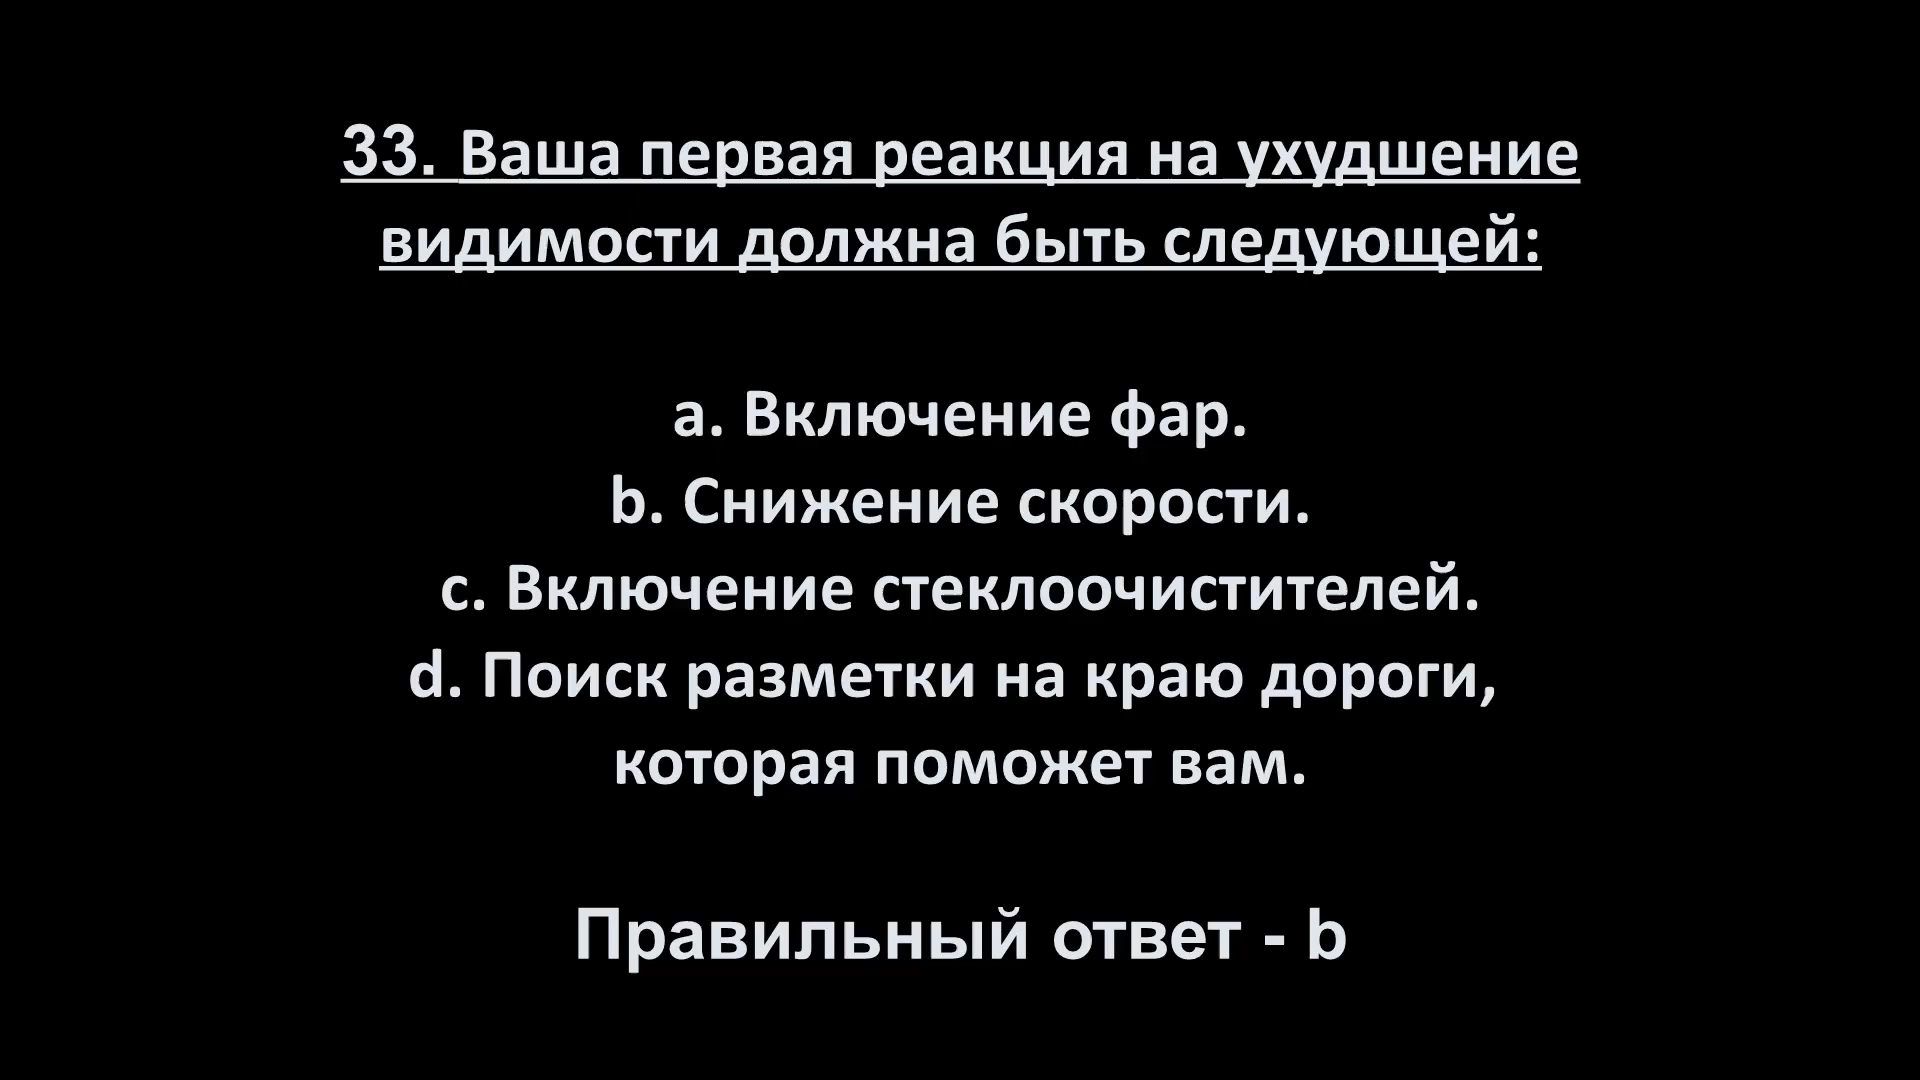 33. Ваша первая реакция на ухудшение
видимости должна быть следующей:
a. Включение фар.
b. Снижение скорости.
c. Включение стеклоочистителей.
d. Поиск разметки на краю дороги,
которая поможет вам.
Правильный ответ - b